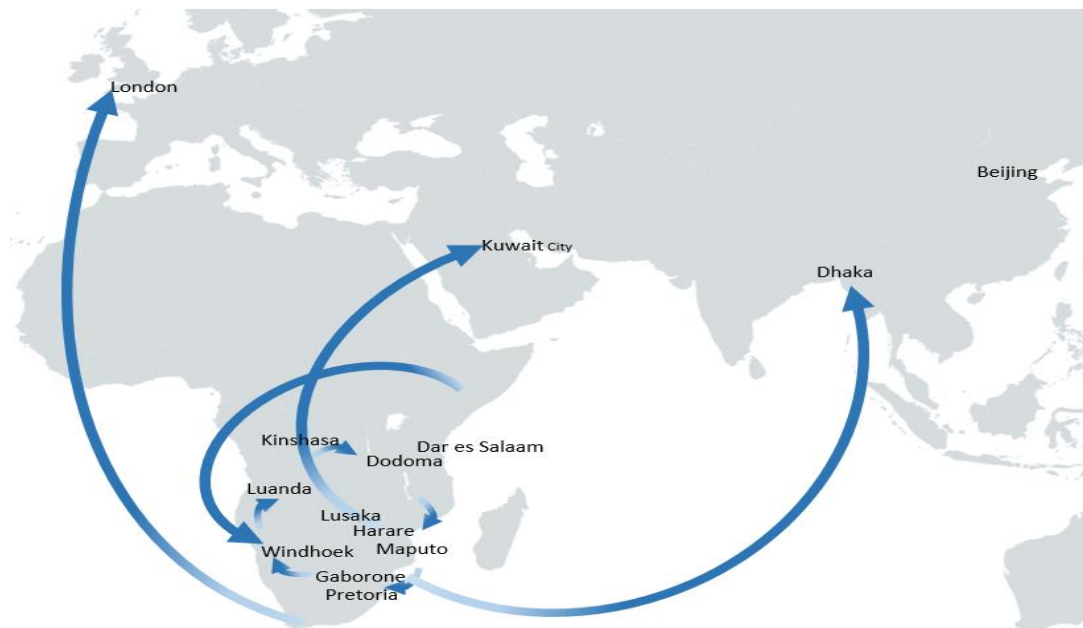 London
Beijing
Kuwait City
Dhaka
Kinshasa
Dar es Salaam
Dodoma
Luanda
Lusaka
Harare
Maputo
Windhoek
Gaborone
Pretoria